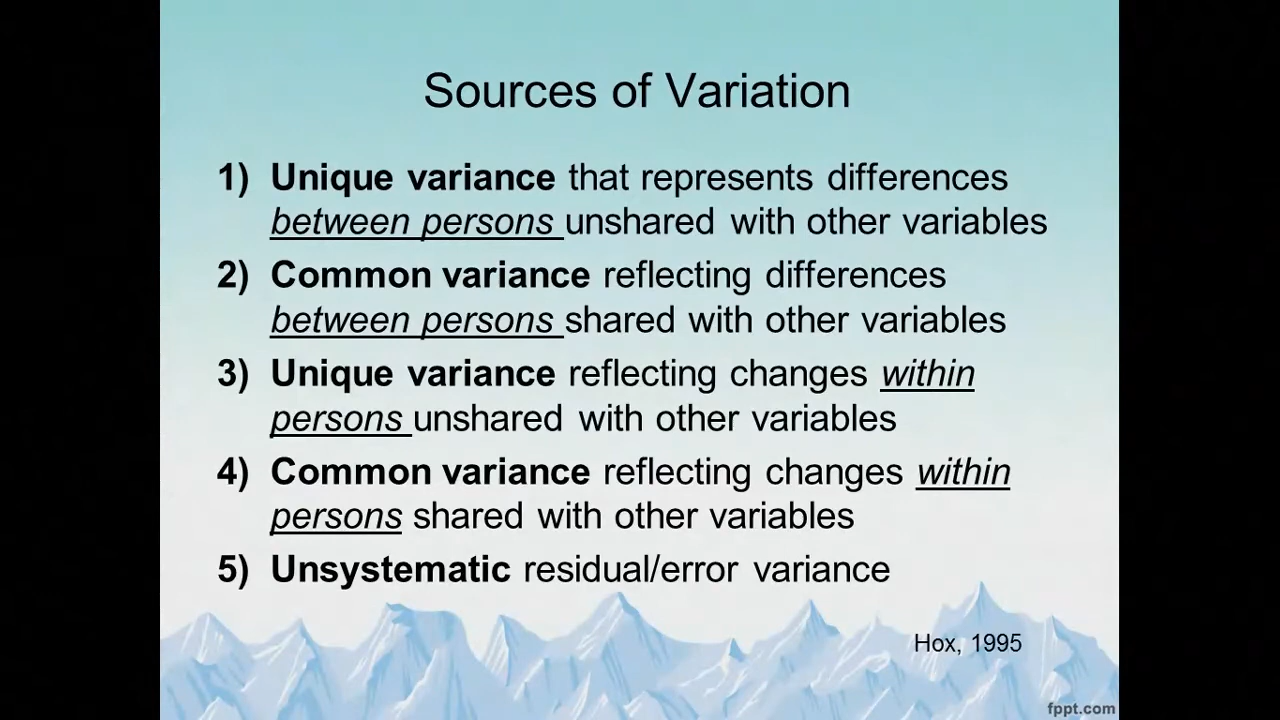 Sources of Variation
1) Unique variance that represents differences
between persons unshared with other variables
2) Common variance reflecting differences
between persons shared with other variables
3) Unique variance reflecting changes within
persons unshared with other variables
4) Common variance reflecting changes within
persons shared with other variables
5) Unsystematic residual/error variance
Hox, 1995
fppt.com